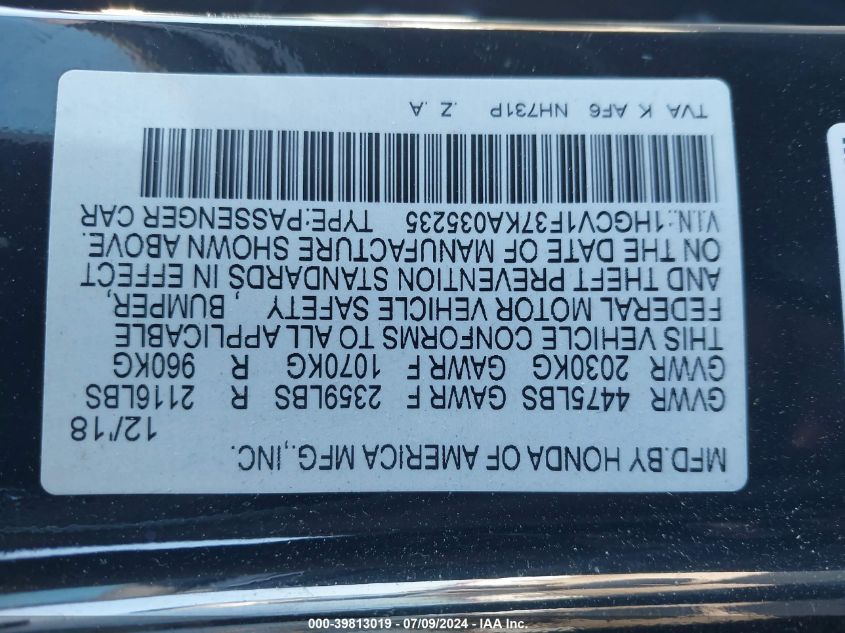 MFD.BY HONDA OF AMERICA MFG.,INC.
12/'18
GVWR 4475LBS GAWR F 2359LBS R 2116LBS
GVWR 2030KG GAWR F 1070KG R 960KG
THIS VEHICLE CONFORMS TO ALL APPLICABLE
FEDERAL MOTOR VEHICLE SAFETY , BUMPER,
AND THEFT PREVENTION STANDARDS IN EFFECT
ON THE DATE OF MANUFACTURE SHOWN ABOVE.
V.I.N.:1HGCV1F37KA035235 TYPE:PASSENGER CAR
TVA K AF6 NH731P .Z .A
000-39813019 - 07/09/2024 - IAA Inc.